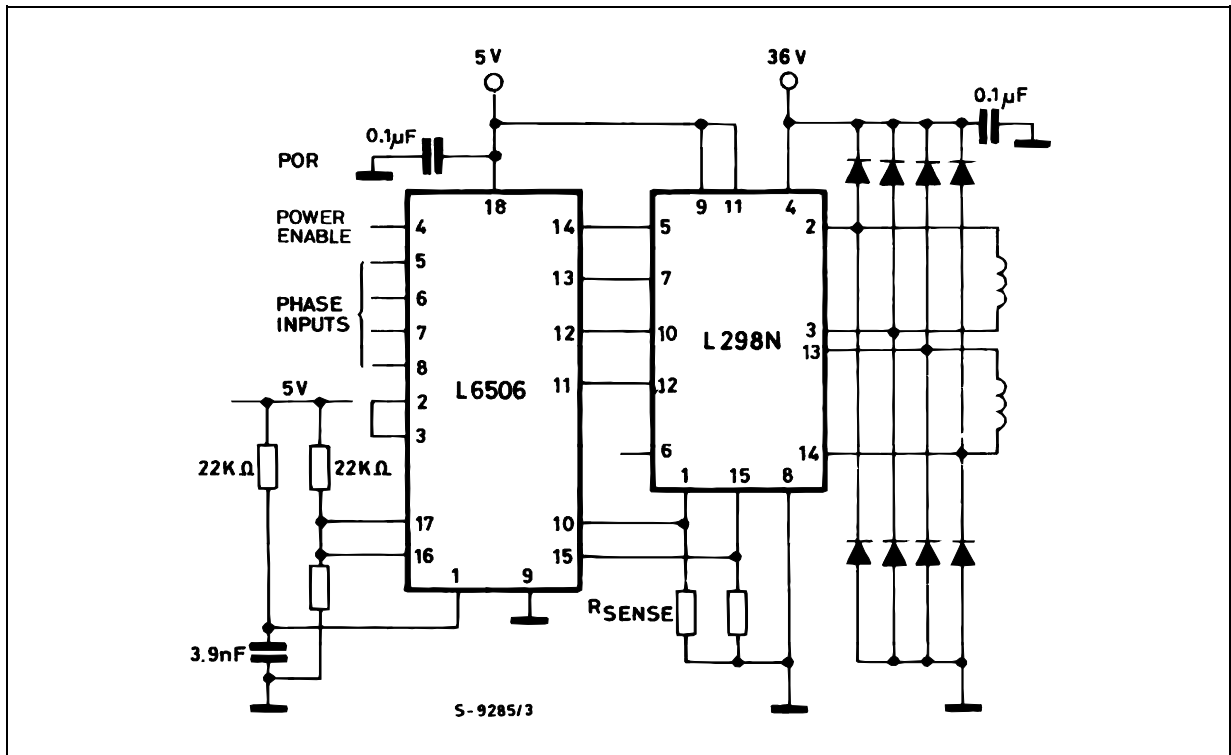 5V
36V
0.1µF
0.1µF
POR
18
9
11
4
POWER
ENABLE
4
14
5
2
5
PHASE
INPUTS
6
7
8
13
7
12
10
3
13
L298N
L6506
11
12
5V
2
3
6
14
22KΩ
22KΩ
1
15
8
17
10
16
15
1
9
RSENSE
3.9nF
S-9285/3